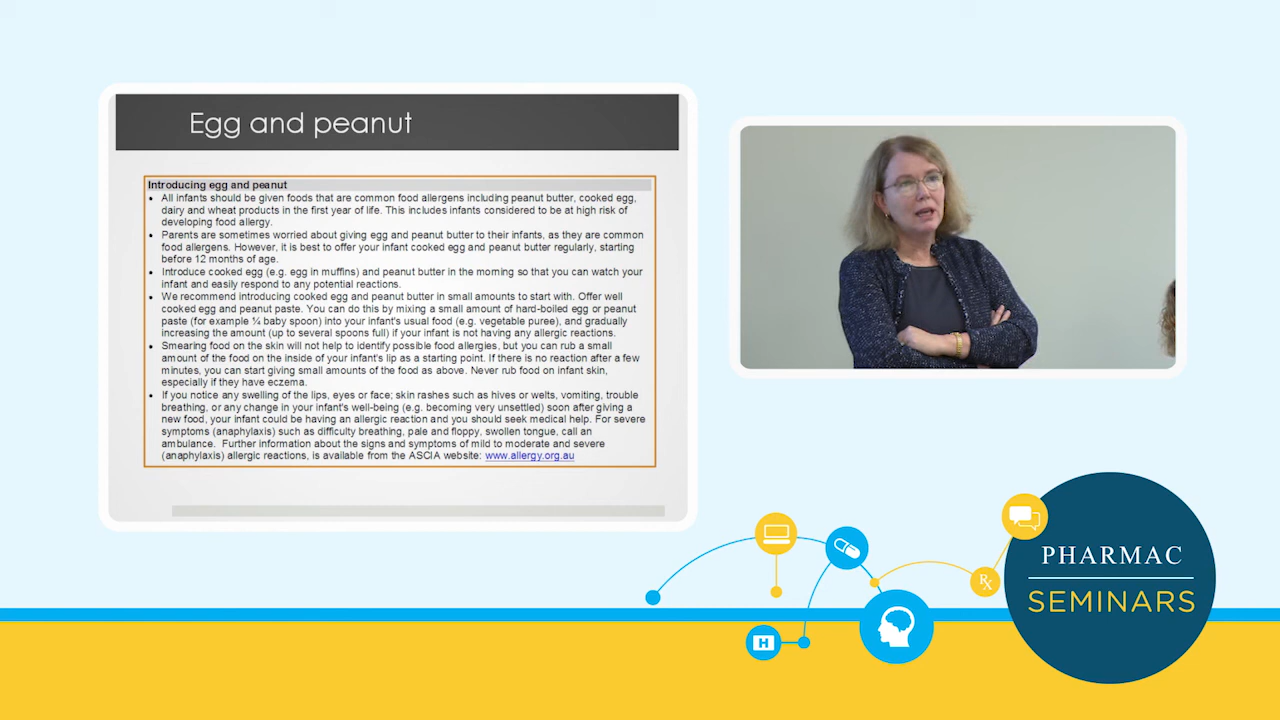 Egg and peanut
Introducing egg and peanut
• All infants should be given foods that are common food allergens including peanut butter, cooked egg,
dairy and wheat products in the first year of life. This includes infants considered to be at high risk of
developing food allergy.
• Parents are sometimes worried about giving egg and peanut butter to their infants, as they are common
food allergens. However, it is best to offer your infant cooked egg and peanut butter regularly, starting
before 12 months of age.
• Introduce cooked egg (e.g. egg in muffins) and peanut butter in the morning so that you can watch your
infant and easily respond to any potential reactions.
• We recommend introducing cooked egg and peanut butter in small amounts to start with. Offer well
cooked egg and peanut paste. You can do this by mixing a small amount of hard-boiled egg or peanut
paste (for example ¼ baby spoon) into your infant's usual food (e.g. vegetable puree), and gradually
increasing the amount (up to several spoons full) if your infant is not having any allergic reactions.
• Smearing food on the skin will not help to identify possible food allergies, but you can rub a small
amount of the food on the inside of your infant's lip as a starting point. If there is no reaction after a few
minutes, you can start giving small amounts of the food as above. Never rub food on infant skin,
especially if they have eczema.
• If you notice any swelling of the lips, eyes or face; skin rashes such as hives or welts, vomiting, trouble
breathing, or any change in your infant's well-being (e.g. becoming very unsettled) soon after giving a
new food, your infant could be having an allergic reaction and you should seek medical help. For severe
symptoms (anaphylaxis) such as difficulty breathing, pale and floppy, swollen tongue, call an
ambulance. Further information about the signs and symptoms of mild to moderate and severe
(anaphylaxis) allergic reactions, is available from the ASCIA website: www.allergy.org.au
PHARMAC
SEMINARS
Rx
H